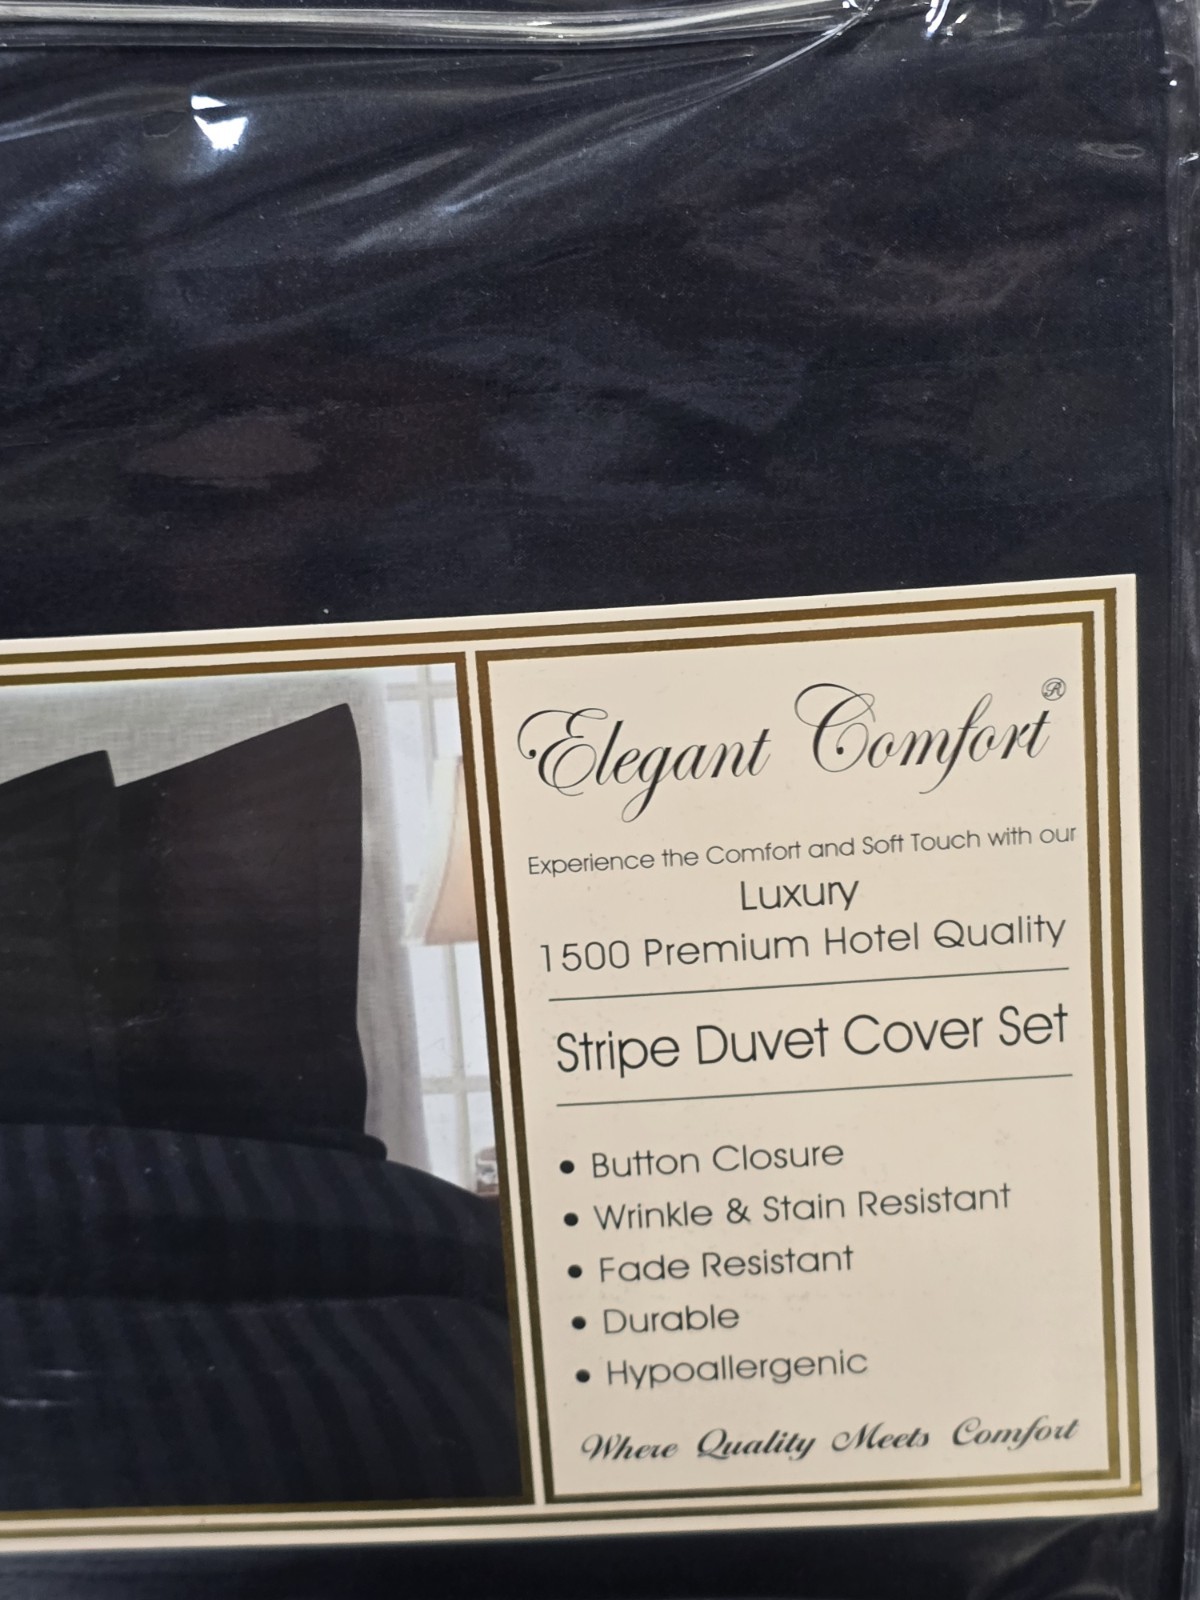 Elegant Comfort®
Experience the Comfort and Soft Touch with our
Luxury
1500 Premium Hotel Quality
Stripe Duvet Cover Set
• Button Closure
• Wrinkle & Stain Resistant
• Fade Resistant
• Durable
• Hypoallergenic
Where Quality Meets Comfort